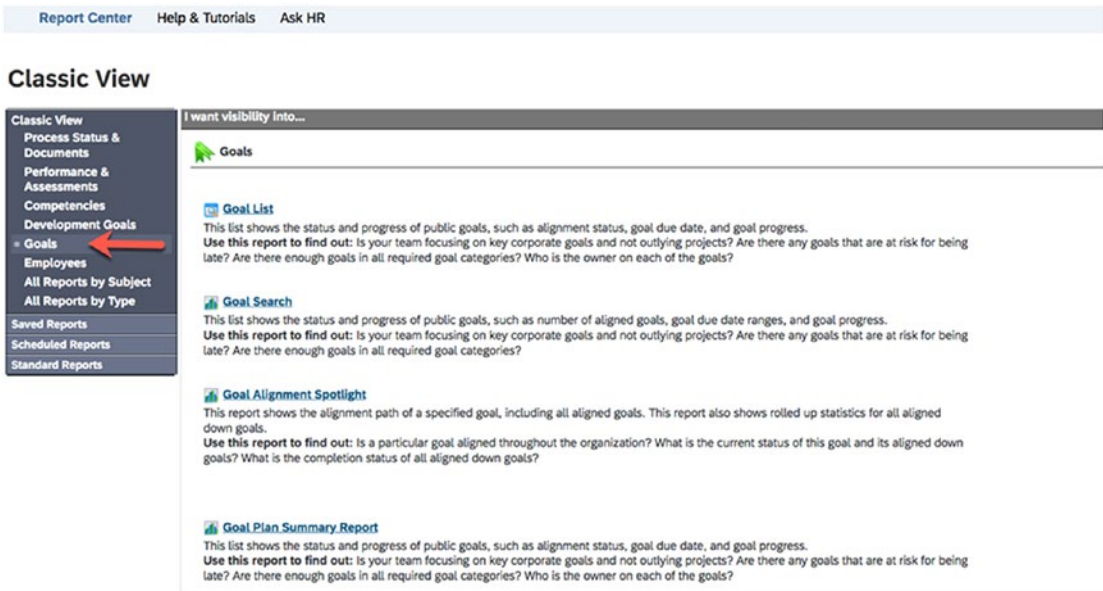 Report Center Help & Tutorials Ask HR
Classic View
Classic View
Process Status &
Documents
Performance &
Assessments
Competencies
Development Goals
Goals
Employees
All Reports by Subject
All Reports by Type
Saved Reports
Scheduled Reports
Standard Reports
I want visibility into...
Goals
Goal List
This list shows the status and progress of public goals, such as alignment status, goal due date, and goal progress.
Use this report to find out: Is your team focusing on key corporate goals and not outlying projects? Are there any goals that are at risk for being
late? Are there enough goals in all required goal categories? Who is the owner on each of the goals?
Goal Search
This list shows the status and progress of public goals, such as number of aligned goals, goal due date ranges, and goal progress.
Use this report to find out: Is your team focusing on key corporate goals and not outlying projects? Are there any goals that are at risk for being
late? Are there enough goals in all required goal categories?
Goal Alignment Spotlight
This report shows the alignment path of a specified goal, including all aligned goals. This report also shows rolled up statistics for all aligned
down goals.
Use this report to find out: Is a particular goal aligned throughout the organization? What is the current status of this goal and its aligned down
goals? What is the completion status of all aligned down goals?
Goal Plan Summary Report
This list shows the status and progress of public goals, such as alignment status, goal due date, and goal progress.
Use this report to find out: Is your team focusing on key corporate goals and not outlying projects? Are there any goals that are at risk for being
late? Are there enough goals in all required goal categories? Who is the owner on each of the goals?